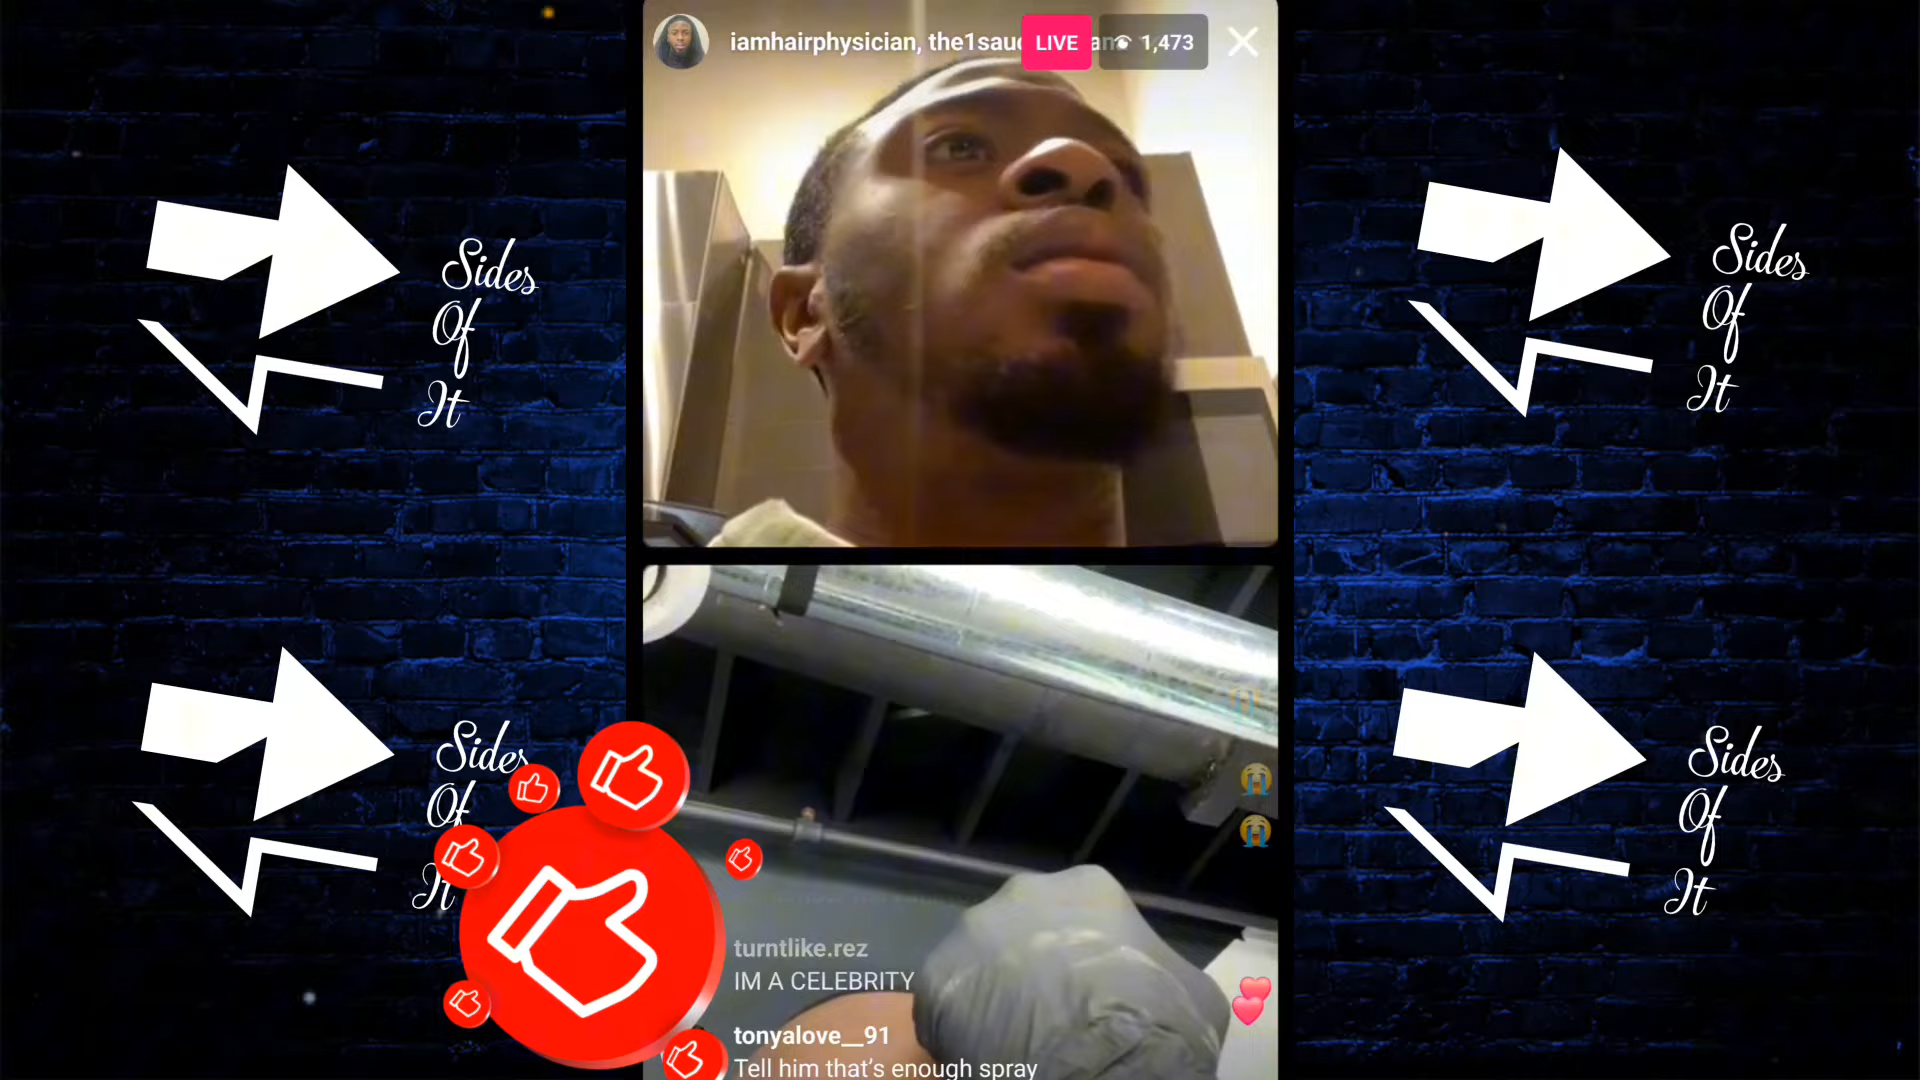 iamhairphysician, the1sau
LIVE
1,473
Sides
Of
It
Sides
Of
It
Sides
Of
It
Sides
Of
It
turntlike.rez
IM A CELEBRITY
tonyalove__91
Tell him that's enough spray